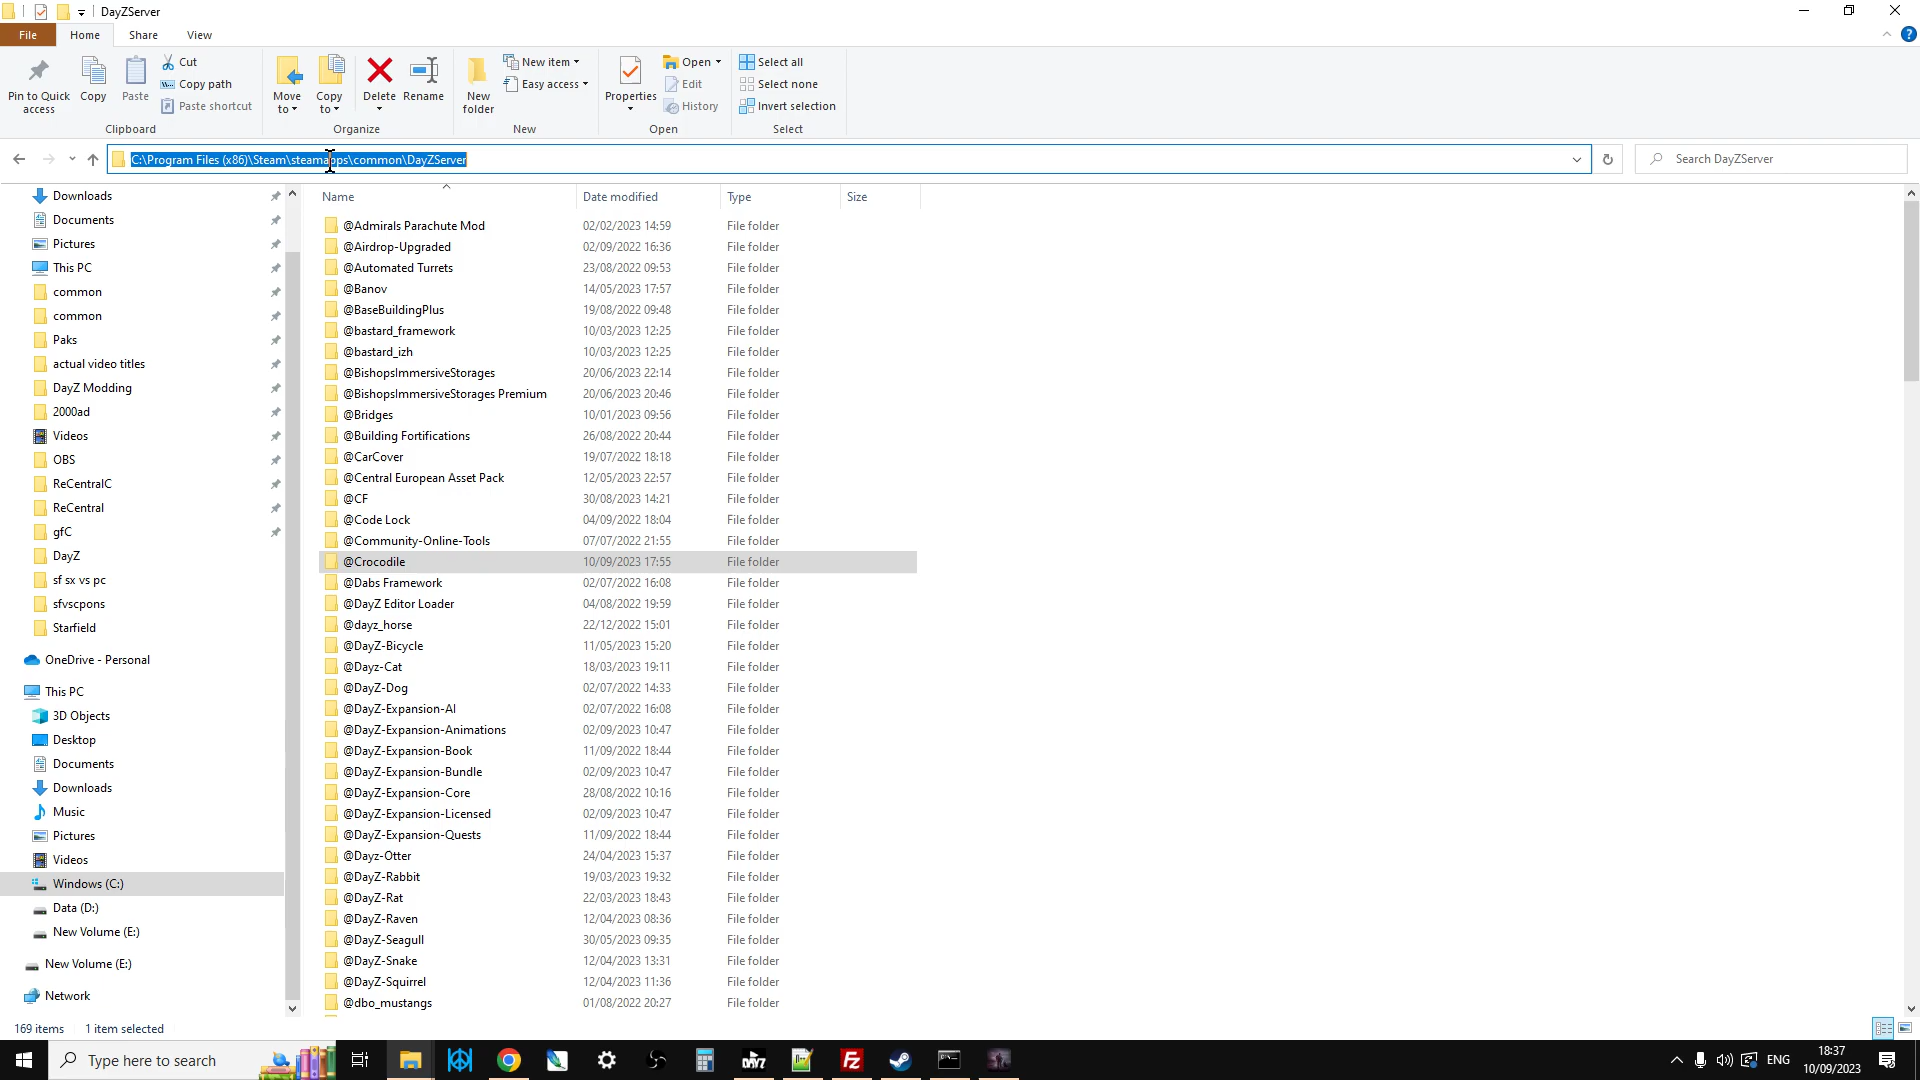 DayZServer
File
Home
Share
View
Pin to Quick access
Copy
Paste
Cut
Copy path
Paste shortcut
Clipboard
Move to
Copy to
Delete
Rename
Organize
New folder
New item
Easy access
New
Properties
Open
Edit
History
Open
Select all
Select none
Invert selection
Select
C:\Program Files (x86)\Steam\steamapps\common\DayZServer
Search DayZServer
Downloads
Documents
Pictures
This PC
common
common
Paks
actual video titles
DayZ Modding
2000ad
Videos
OBS
ReCentralC
ReCentral
gfC
DayZ
sf sx vs pc
sfvscpons
Starfield
OneDrive - Personal
This PC
3D Objects
Desktop
Documents
Downloads
Music
Pictures
Videos
Windows (C:)
Data (D:)
New Volume (E:)
New Volume (E:)
Network
Name Date modified Type Size
@Admirals Parachute Mod 02/02/2023 14:59 File folder
@Airdrop-Upgraded 02/09/2022 16:36 File folder
@Automated Turrets 23/08/2022 09:53 File folder
@Banov 14/05/2023 17:57 File folder
@BaseBuildingPlus 19/08/2022 09:48 File folder
@bastard_framework 10/03/2023 12:25 File folder
@bastard_izh 10/03/2023 12:25 File folder
@BishopsImmersiveStorages 20/06/2023 22:14 File folder
@BishopsImmersiveStorages Premium 20/06/2023 20:46 File folder
@Bridges 10/01/2023 09:56 File folder
@Building Fortifications 26/08/2022 20:44 File folder
@CarCover 19/07/2022 18:18 File folder
@Central European Asset Pack 12/05/2023 22:57 File folder
@CF 30/08/2023 14:21 File folder
@Code Lock 04/09/2022 18:04 File folder
@Community-Online-Tools 07/07/2022 21:55 File folder
@Crocodile 10/09/2023 17:55 File folder
@Dabs Framework 02/07/2022 16:08 File folder
@DayZ Editor Loader 04/08/2022 19:59 File folder
@dayz_horse 22/12/2022 15:01 File folder
@DayZ-Bicycle 11/05/2023 15:20 File folder
@Dayz-Cat 18/03/2023 19:11 File folder
@DayZ-Dog 02/07/2022 14:33 File folder
@DayZ-Expansion-AI 02/07/2022 16:08 File folder
@DayZ-Expansion-Animations 02/09/2023 10:47 File folder
@DayZ-Expansion-Book 11/09/2022 18:44 File folder
@DayZ-Expansion-Bundle 02/09/2023 10:47 File folder
@DayZ-Expansion-Core 28/08/2022 10:16 File folder
@DayZ-Expansion-Licensed 02/09/2023 10:47 File folder
@DayZ-Expansion-Quests 11/09/2022 18:44 File folder
@Dayz-Otter 24/04/2023 15:37 File folder
@DayZ-Rabbit 19/03/2023 19:32 File folder
@DayZ-Rat 22/03/2023 18:43 File folder
@DayZ-Raven 12/04/2023 08:36 File folder
@DayZ-Seagull 30/05/2023 09:35 File folder
@DayZ-Snake 12/04/2023 13:31 File folder
@DayZ-Squirrel 12/04/2023 11:36 File folder
@dbo_mustangs 01/08/2022 20:27 File folder
169 items 1 item selected
Type here to search
DAYZ
FZ
ENG
18:37
10/09/2023